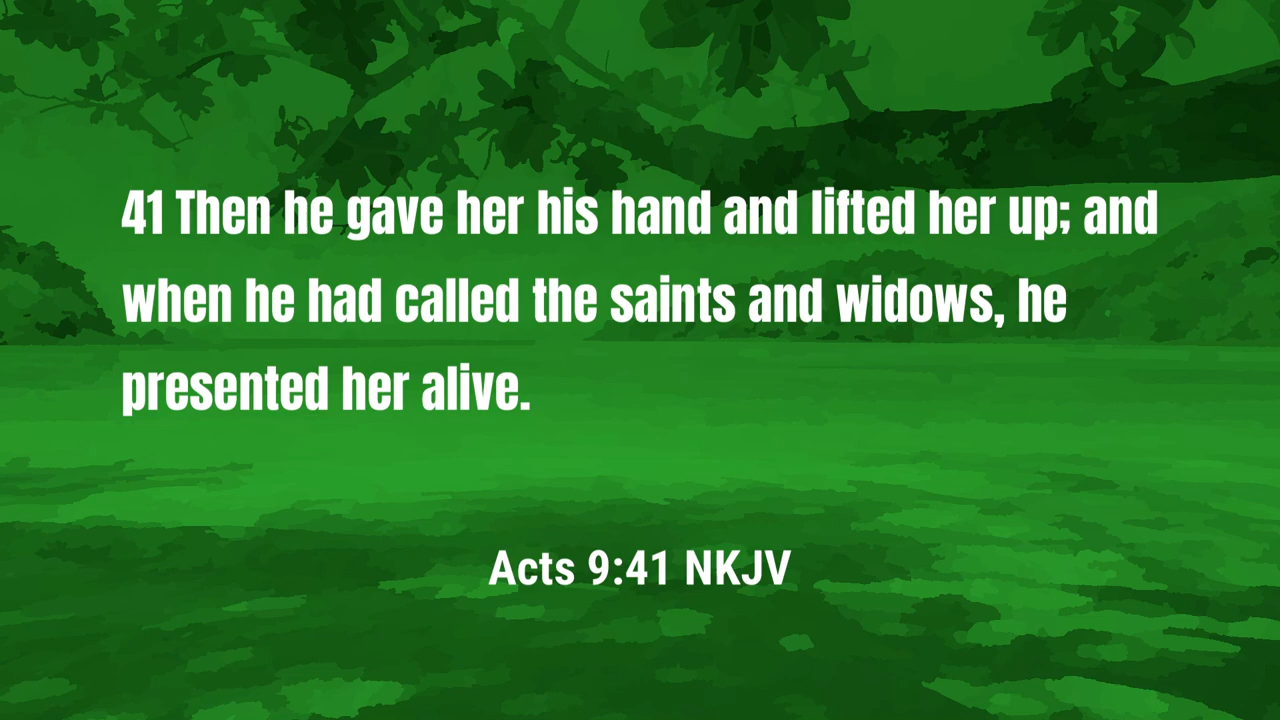 41 Then he gave her his hand and lifted her up; and
when he had called the saints and widows, he
presented her alive.
Acts 9:41 NKJV